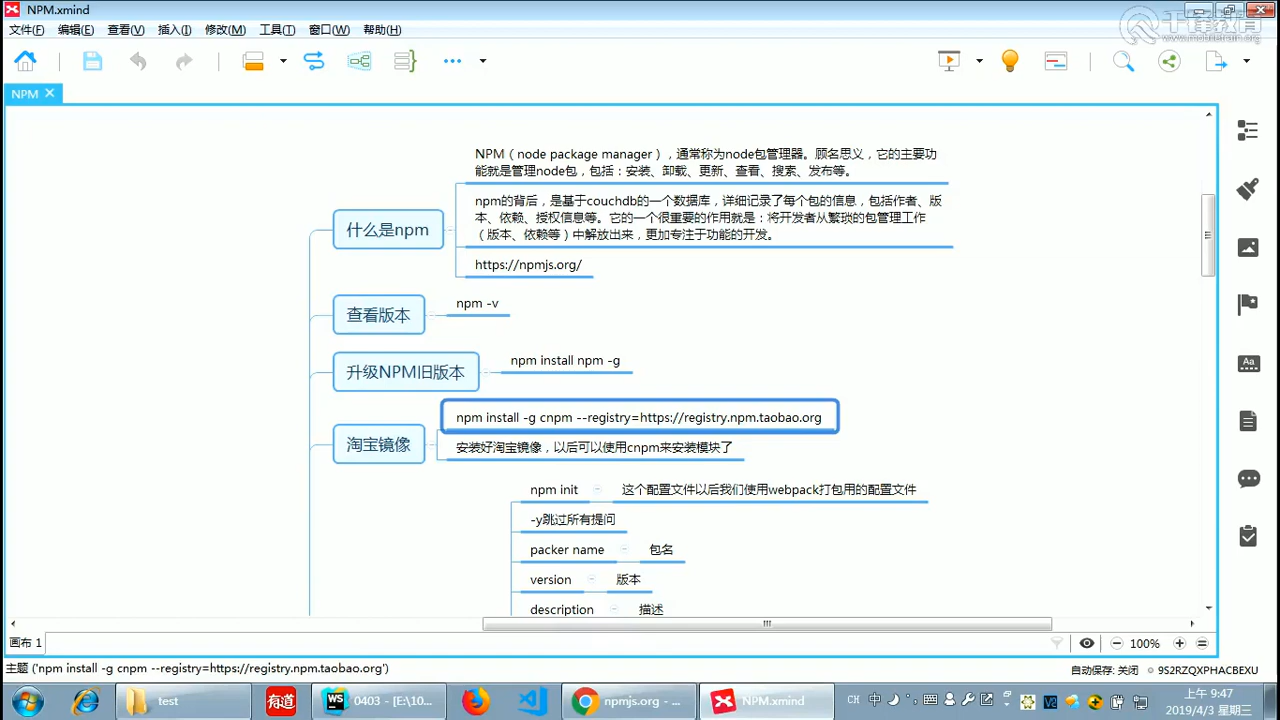 NPM.xmind
千锋教育
www.mobiletrain.org
文件(F) 编辑(E) 查看(V) 插入(I) 修改(M) 工具(T) 窗口(W) 帮助(H)
NPM
NPM（node package manager），通常称为node包管理器。顾名思义，它的主要功
能就是管理node包，包括：安装、卸载、更新、查看、搜索、发布等。
npm的背后，是基于couchdb的一个数据库，详细记录了每个包的信息，包括作者、版
本、依赖、授权信息等。它的一个很重要的作用就是：将开发者从繁琐的包管理工作
（版本、依赖等）中解放出来，更加专注于功能的开发。
什么是npm
https://npmjs.org/
查看版本
npm -v
升级NPM旧版本
npm install npm -g
淘宝镜像
npm install -g cnpm --registry=https://registry.npm.taobao.org
安装好淘宝镜像，以后可以使用cnpm来安装模块了
npm init 这个配置文件以后我们使用webpack打包用的配置文件
-y跳过所有提问
packer name 包名
version 版本
description 描述
画布 1
100%
主题 ('npm install -g cnpm --registry=https://registry.npm.taobao.org')
自动保存: 关闭 9S2RZQXPHACBEXU
test
有道
WS
0403 - [E:\10...
npmjs.org - ...
NPM.xmind
CH 中
上午 9:47
2019/4/3 星期三